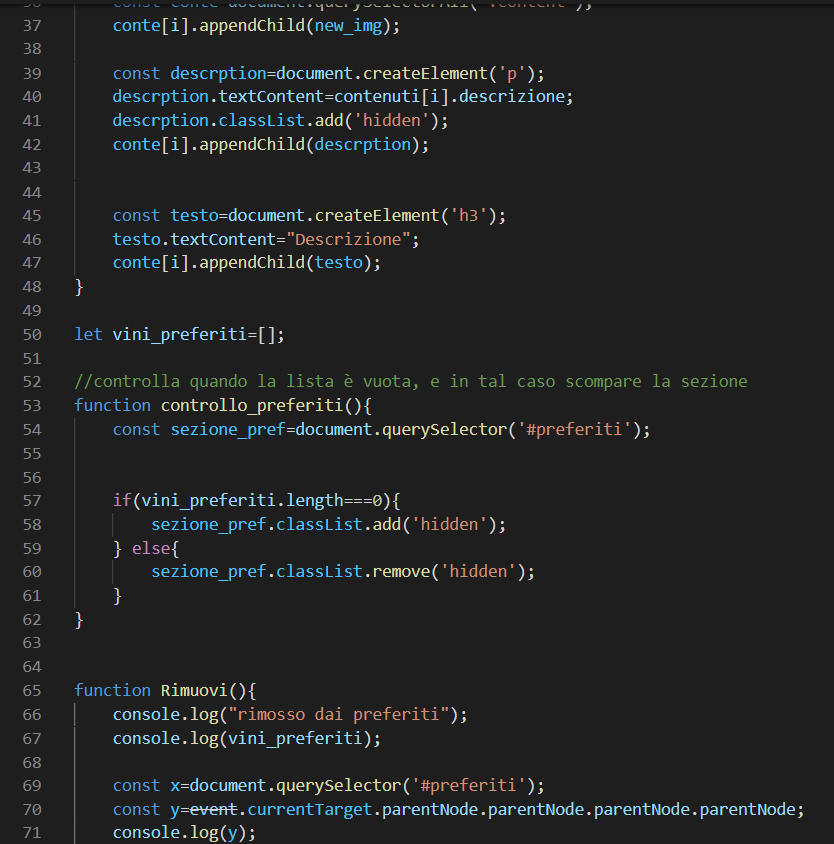 36 const conte=document.querySelectorAll('.content');
37 conte[i].appendChild(new_img);
38
39 const descrption=document.createElement('p');
40 descrption.textContent=contenuti[i].descrizione;
41 descrption.classList.add('hidden');
42 conte[i].appendChild(descrption);
43
44
45 const testo=document.createElement('h3');
46 testo.textContent="Descrizione";
47 conte[i].appendChild(testo);
48 }
49
50 let vini_preferiti=[];
51
52 //controlla quando la lista è vuota, e in tal caso scompare la sezione
53 function controllo_preferiti(){
54 const sezione_pref=document.querySelector('#preferiti');
55
56
57 if(vini_preferiti.length===0){
58 sezione_pref.classList.add('hidden');
59 } else{
60 sezione_pref.classList.remove('hidden');
61 }
62 }
63
64
65 function Rimuovi(){
66 console.log("rimosso dai preferiti");
67 console.log(vini_preferiti);
68
69 const x=document.querySelector('#preferiti');
70 const y=event.currentTarget.parentNode.parentNode.parentNode.parentNode;
71 console.log(y);